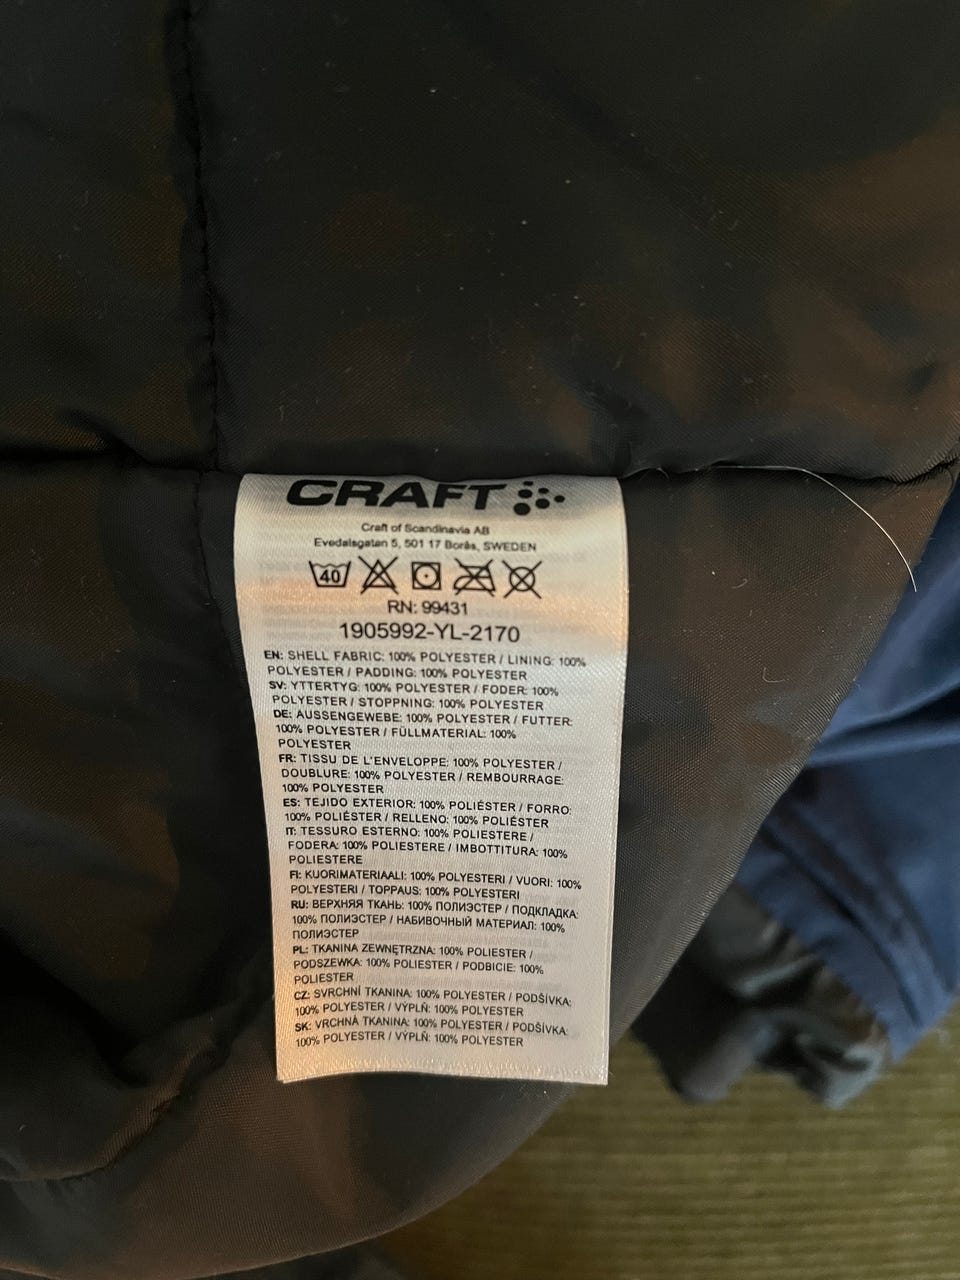 CRAFT
Craft of Scandinavia AB
Evedalsgatan 5, 501 17 Borås, SWEDEN
40
RN: 99431
1905992-YL-2170
EN: SHELL FABRIC: 100% POLYESTER / LINING: 100%
POLYESTER / PADDING: 100% POLYESTER
SV: YTTERTYG: 100% POLYESTER / FODER: 100%
POLYESTER / STOPPNING: 100% POLYESTER
DE: AUSSENGEWEBE: 100% POLYESTER / FUTTER:
100% POLYESTER / FÜLLMATERIAL: 100%
POLYESTER
FR: TISSU DE L'ENVELOPPE: 100% POLYESTER /
DOUBLURE: 100% POLYESTER / REMBOURRAGE:
100% POLYESTER
ES: TEJIDO EXTERIOR: 100% POLIÉSTER / FORRO:
100% POLIÉSTER / RELLENO: 100% POLIÉSTER
IT: TESSURO ESTERNO: 100% POLIESTERE /
FODERA: 100% POLIESTERE / IMBOTTITURA: 100%
POLIESTERE
FI: KUORIMATERIAALI: 100% POLYESTERI / VUORI: 100%
POLYESTERI / TOPPAUS: 100% POLYESTERI
RU: ВЕРХНЯЯ ТКАНЬ: 100% ПОЛИЭСТЕР / ПОДКЛАДКА:
100% ПОЛИЭСТЕР / НАБИВОЧНЫЙ МАТЕРИАЛ: 100%
ПОЛИЭСТЕР
PL: TKANINA ZEWNĘTRZNA: 100% POLIESTER /
PODSZEWKA: 100% POLIESTER / PODBICIE: 100%
POLIESTER
CZ: SVRCHNÍ TKANINA: 100% POLYESTER / PODŠÍVKA:
100% POLYESTER / VÝPLŇ: 100% POLYESTER
SK: VRCHNÁ TKANINA: 100% POLYESTER / PODŠÍVKA:
100% POLYESTER / VÝPLŇ: 100% POLYESTER